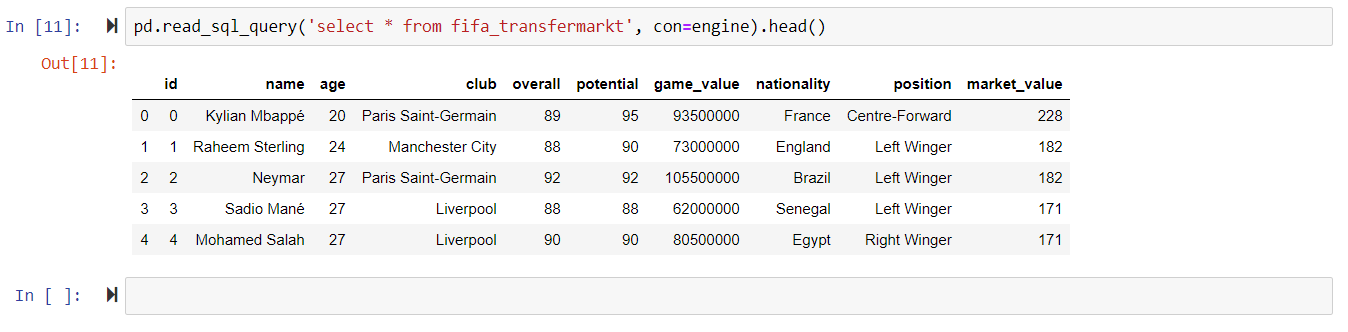 In [11]: pd.read_sql_query('select * from fifa_transfermarkt', con=engine).head()
Out[11]:
id name age club overall potential game_value nationality position market_value
0 0 Kylian Mbappé 20 Paris Saint-Germain 89 95 93500000 France Centre-Forward 228
1 1 Raheem Sterling 24 Manchester City 88 90 73000000 England Left Winger 182
2 2 Neymar 27 Paris Saint-Germain 92 92 105500000 Brazil Left Winger 182
3 3 Sadio Mané 27 Liverpool 88 88 62000000 Senegal Left Winger 171
4 4 Mohamed Salah 27 Liverpool 90 90 80500000 Egypt Right Winger 171
In [ ]: